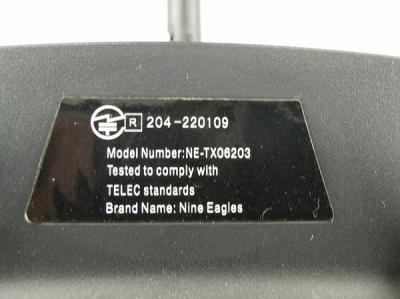 R 204-220109
Model Number:NE-TX06203
Tested to comply with
TELEC standards
Brand Name: Nine Eagles